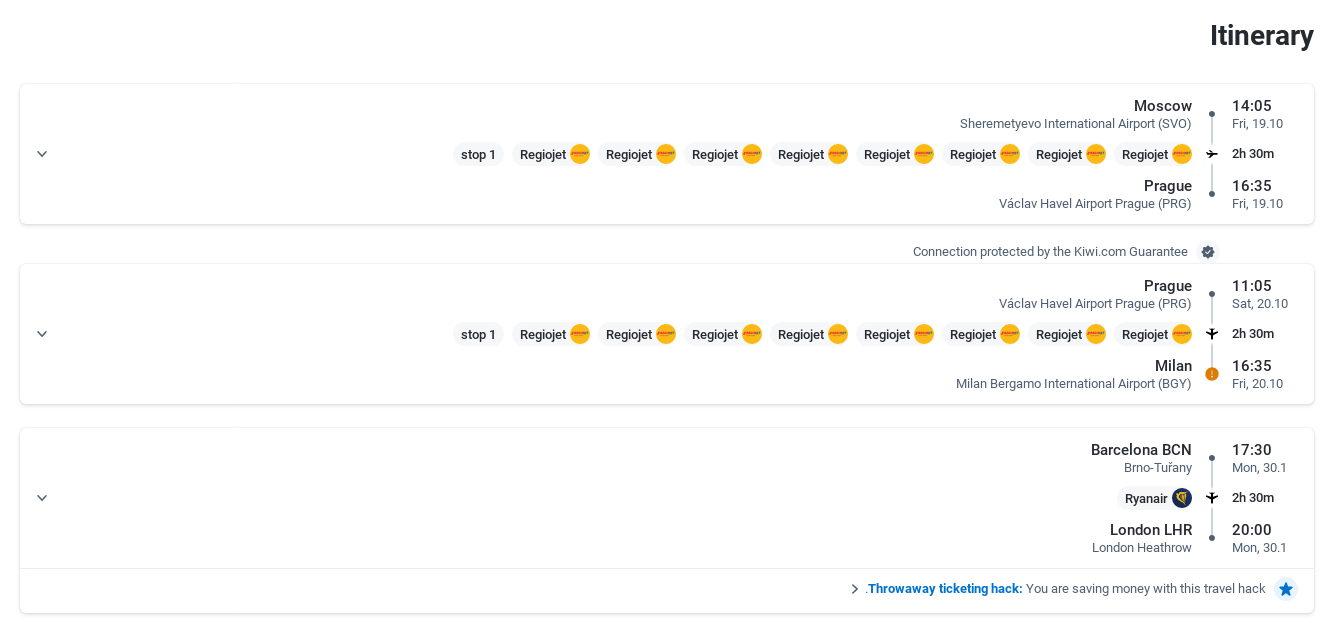 Itinerary
14:05 Moscow
Fri, 19.10 Sheremetyevo International Airport (SVO)
2h 30m Regiojet Regiojet Regiojet Regiojet Regiojet Regiojet Regiojet Regiojet stop 1
16:35 Prague
Fri, 19.10 Václav Havel Airport Prague (PRG)
Connection protected by the Kiwi.com Guarantee
11:05 Prague
Sat, 20.10 Václav Havel Airport Prague (PRG)
2h 30m Regiojet Regiojet Regiojet Regiojet Regiojet Regiojet Regiojet Regiojet stop 1
16:35 Milan
Fri, 20.10 Milan Bergamo International Airport (BGY)
17:30 Barcelona BCN
Mon, 30.1 Brno-Tuřany
2h 30m Ryanair
20:00 London LHR
Mon, 30.1 London Heathrow
.Throwaway ticketing hack: You are saving money with this travel hack